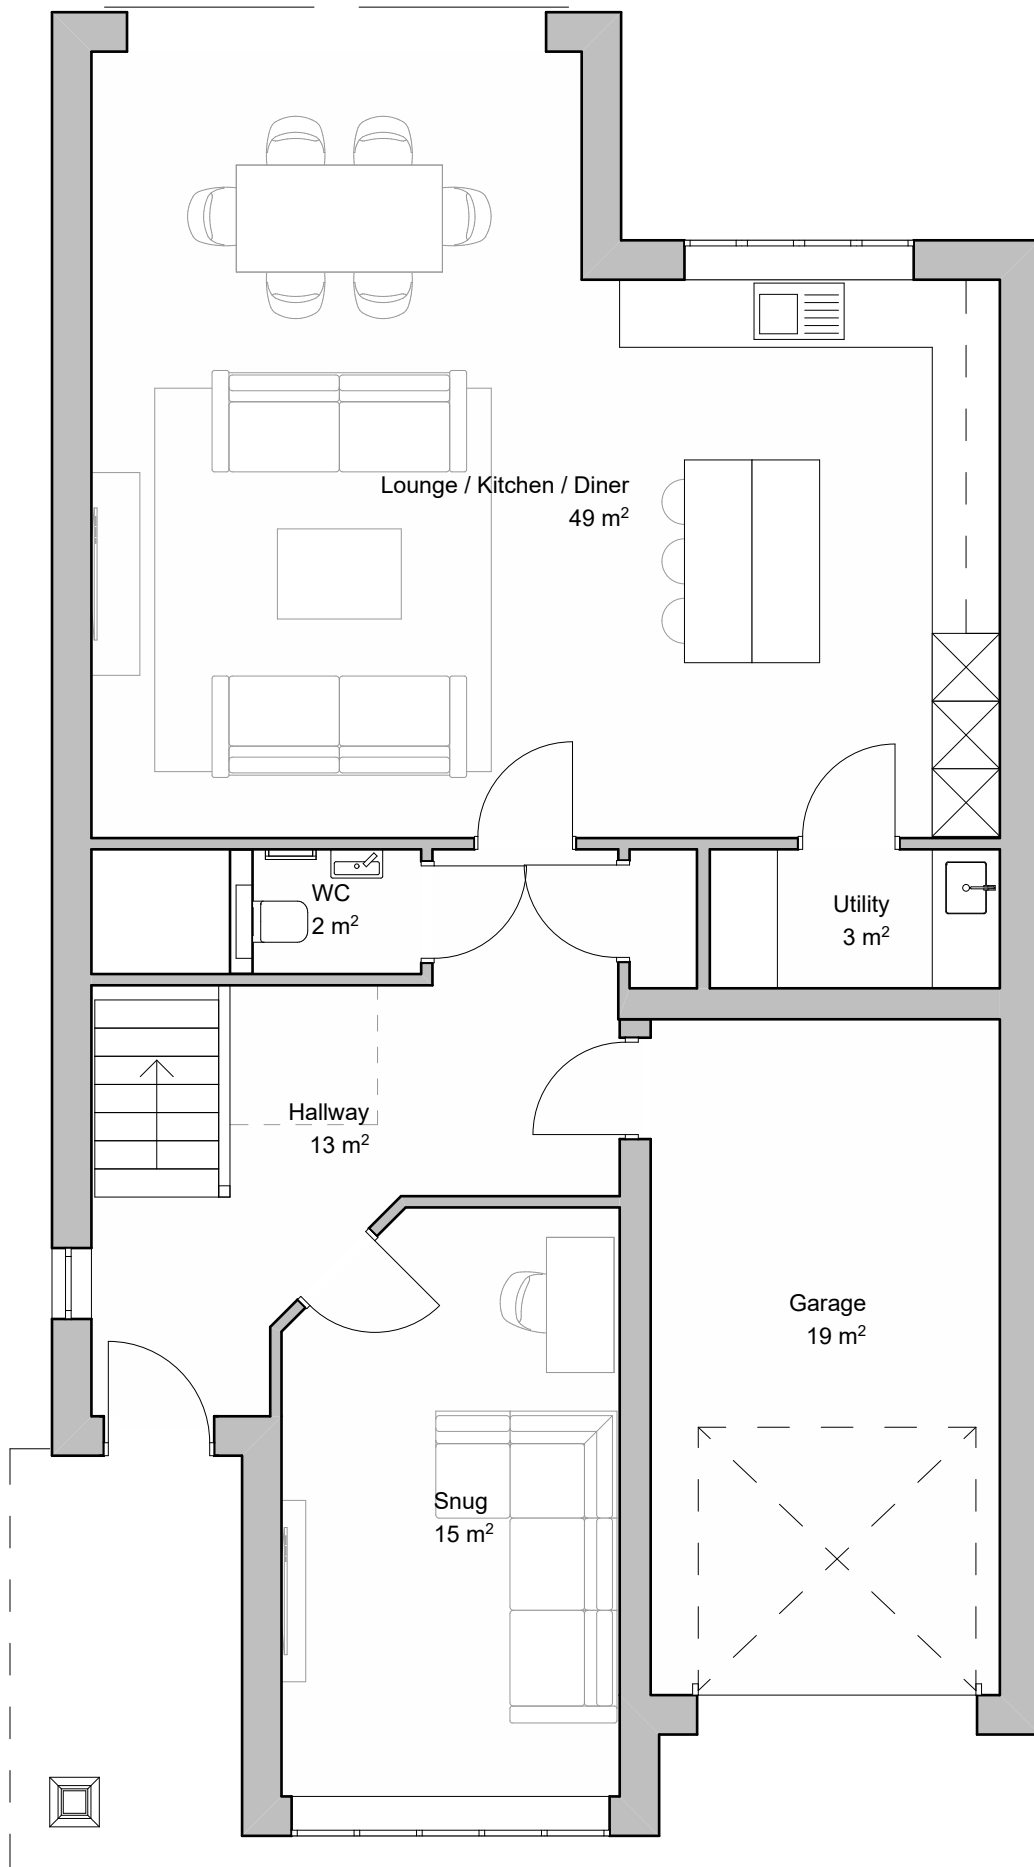 Lounge / Kitchen / Diner
49 m²
WC
2 m²
Utility
3 m²
Hallway
13 m²
Garage
19 m²
Snug
15 m²